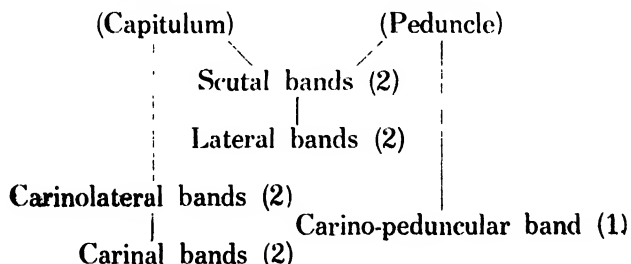 (Capitulum) (Peduncle)
Scutal bands (2)
Lateral bands (2)
Carinolateral bands (2)
Carino-peduncular band (1)
Carinal bands (2)